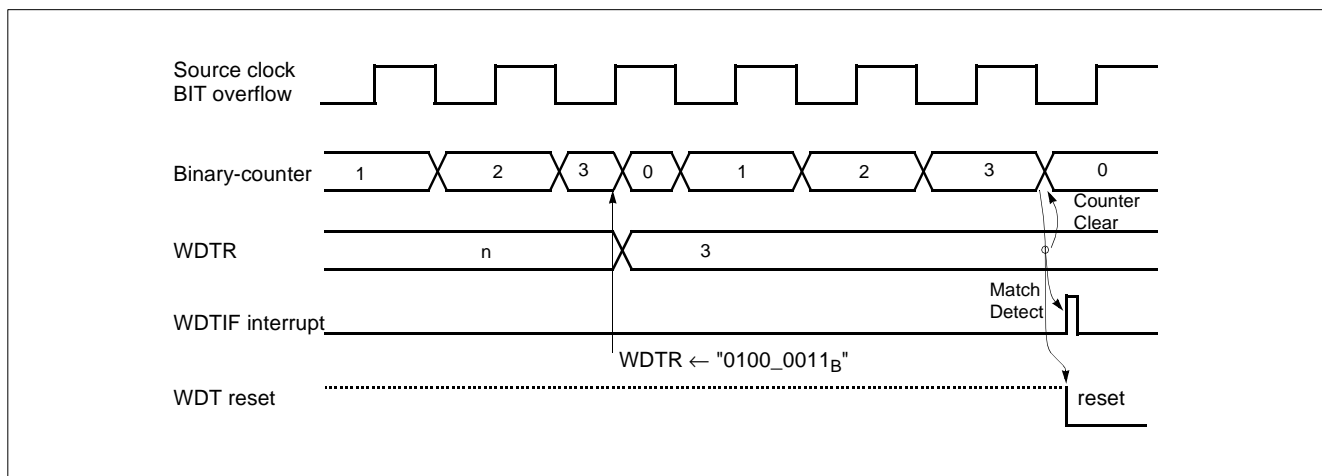 Source clock
BIT overflow
Binary-counter
1 2 3 0 1 2 3 0
Counter
Clear
WDTR
n 3
Match
Detect
WDTIF interrupt
WDTR ← "0100_0011B"
WDT reset
reset